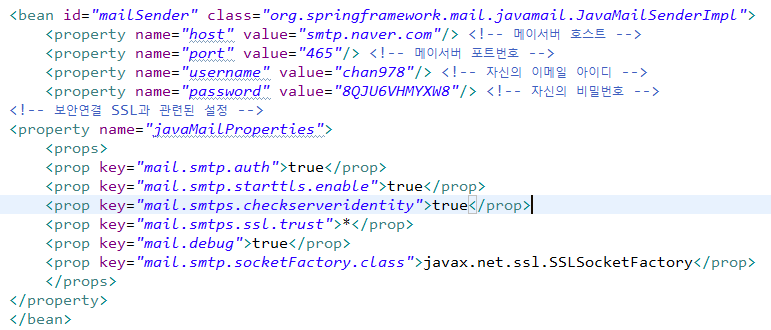 <bean id="mailSender" class="org.springframework.mail.javamail.JavaMailSenderImpl">
<property name="host" value="smtp.naver.com"/> <!-- 메이서버 호스트 -->
<property name="port" value="465"/> <!-- 메이서버 포트번호 -->
<property name="username" value="chan978"/> <!-- 자신의 이메일 아이디 -->
<property name="password" value="8QJU6VHMYXW8"/> <!-- 자신의 비밀번호 -->
<!-- 보안연결 SSL과 관련된 설정 -->
<property name="javaMailProperties">
<props>
<prop key="mail.smtp.auth">true</prop>
<prop key="mail.smtp.starttls.enable">true</prop>
<prop key="mail.smtps.checkserveridentity">true</prop>
<prop key="mail.smtps.ssl.trust">*</prop>
<prop key="mail.debug">true</prop>
<prop key="mail.smtp.socketFactory.class">javax.net.ssl.SSLSocketFactory</prop>
</props>
</property>
</bean>